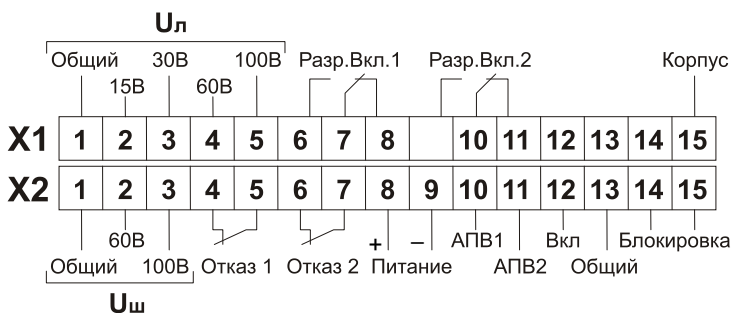 Uл
Общий 30В 100В Разр.Вкл.1 Разр.Вкл.2 Корпус
15В 60В
X1 1 2 3 4 5 6 7 8 10 11 12 13 14 15
X2 1 2 3 4 5 6 7 8 9 10 11 12 13 14 15
60В + − АПВ1 Вкл Блокировка
Общий 100В Отказ 1 Отказ 2 Питание АПВ2 Общий
Uш